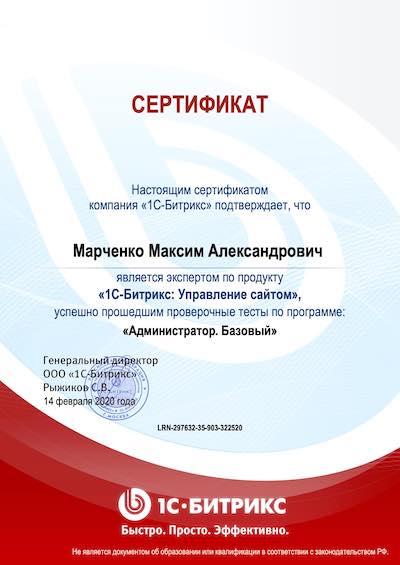 СЕРТИФИКАТ
Настоящим сертификатом
компания «1С-Битрикс» подтверждает, что
Марченко Максим Александрович
является экспертом по продукту
«1С-Битрикс: Управление сайтом»,
успешно прошедшим проверочные тесты по программе:
«Администратор. Базовый»
Генеральный директор
ООО «1С-Битрикс»
Рыжиков С.В.
14 февраля 2020 года
LRN-297632-35-903-322520
1С·БИТРИКС
Быстро. Просто. Эффективно.
Не является документом об образовании или квалификации в соответствии с законодательством РФ.